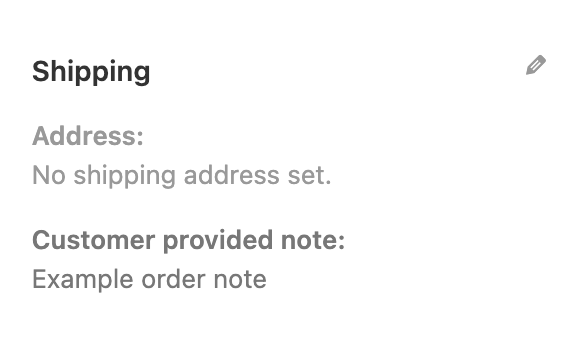 Shipping
Address:
No shipping address set.
Customer provided note:
Example order note